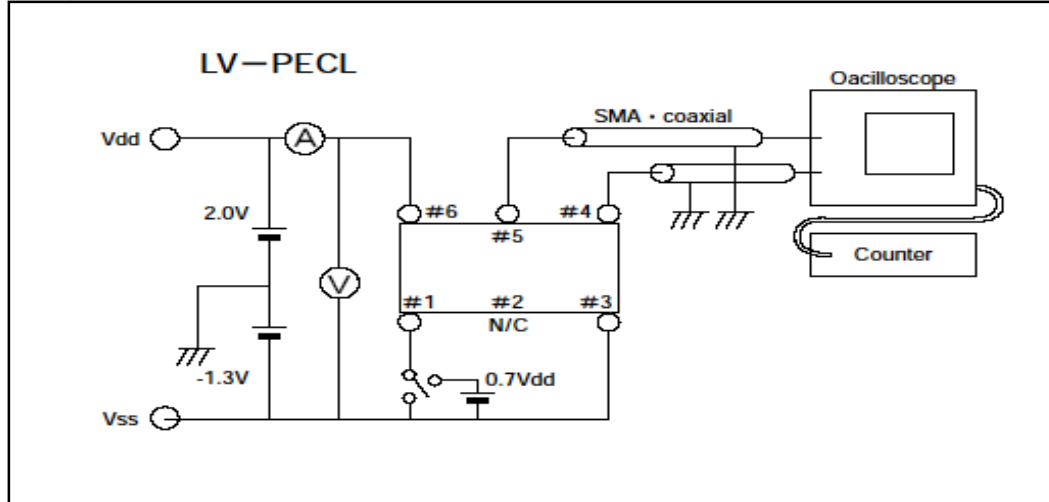 LV—PECL
Oacilloscope
SMA・coaxial
Vdd
A
2.0V
#6
#5
#4
Counter
V
#1
#2
#3
N/C
-1.3V
0.7Vdd
Vss